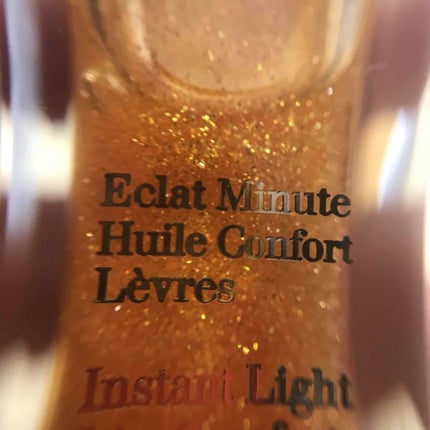 Eclat Minute
Huile Confort
Lèvres
Instant Light